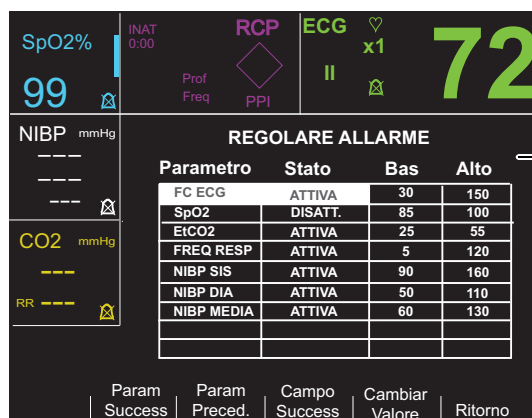 SpO2%
99
INAT
0:00
RCP
Prof
Freq
PPI
ECG
x1
II
72
NIBP mmHg
---
---
---
CO2 mmHg
---
RR ---
REGOLARE ALLARME
Parametro Stato Bas Alto
FC ECG ATTIVA 30 150
SpO2 DISATT. 85 100
EtCO2 ATTIVA 25 55
FREQ RESP ATTIVA 5 120
NIBP SIS ATTIVA 90 160
NIBP DIA ATTIVA 50 110
NIBP MEDIA ATTIVA 60 130
Param Success
Param Preced.
Campo Success
Cambiar Valore
Ritorno